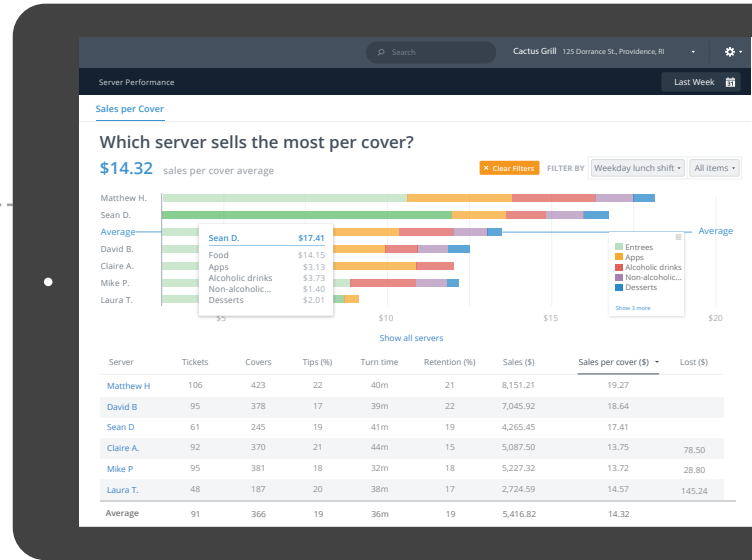 Search
Cactus Grill 125 Dorrance St., Providence, RI
Server Performance
Last Week 31
Sales per Cover
Which server sells the most per cover?
$14.32 sales per cover average
× Clear Filters FILTER BY Weekday lunch shift All items
Matthew H.
Sean D.
Average
David B.
Claire A.
Mike P.
Laura T.
Average
Sean D. $17.41
Food $14.15
Apps $3.13
Alcoholic drinks $3.73
Non-alcoholic... $1.40
Desserts $2.01
Entrees
Apps
Alcoholic drinks
Non-alcoholic...
Desserts
Show 3 more
$5 $10 $15 $20
Show all servers
Server Tickets Covers Tips (%) Turn time Retention (%) Sales ($) Sales per cover ($) Lost ($)
Matthew H 106 423 22 40m 21 8,151.21 19.27
David B 95 378 17 39m 22 7,045.92 18.64
Sean D 61 245 19 41m 19 4,265.45 17.41
Claire A. 92 370 21 44m 15 5,087.50 13.75 78.50
Mike P 95 381 18 32m 18 5,227.32 13.72 28.80
Laura T. 48 187 20 38m 17 2,724.59 14.57 145.24
Average 91 366 19 36m 19 5,416.82 14.32